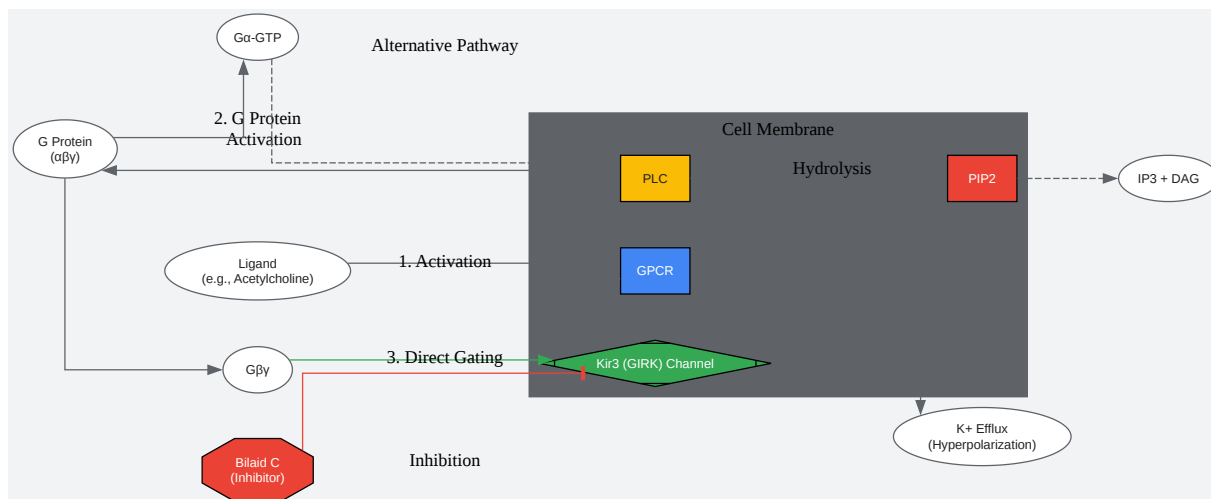 Gα-GTP
Alternative Pathway
2. G Protein
Activation
G Protein
(αβγ)
Cell Membrane
PLC
Hydrolysis
PIP2
IP3 + DAG
Ligand
(e.g., Acetylcholine)
1. Activation
GPCR
Gβγ
3. Direct Gating
Kir3 (GIRK) Channel
K+ Efflux
(Hyperpolarization)
Bilaid C
(Inhibitor)
Inhibition